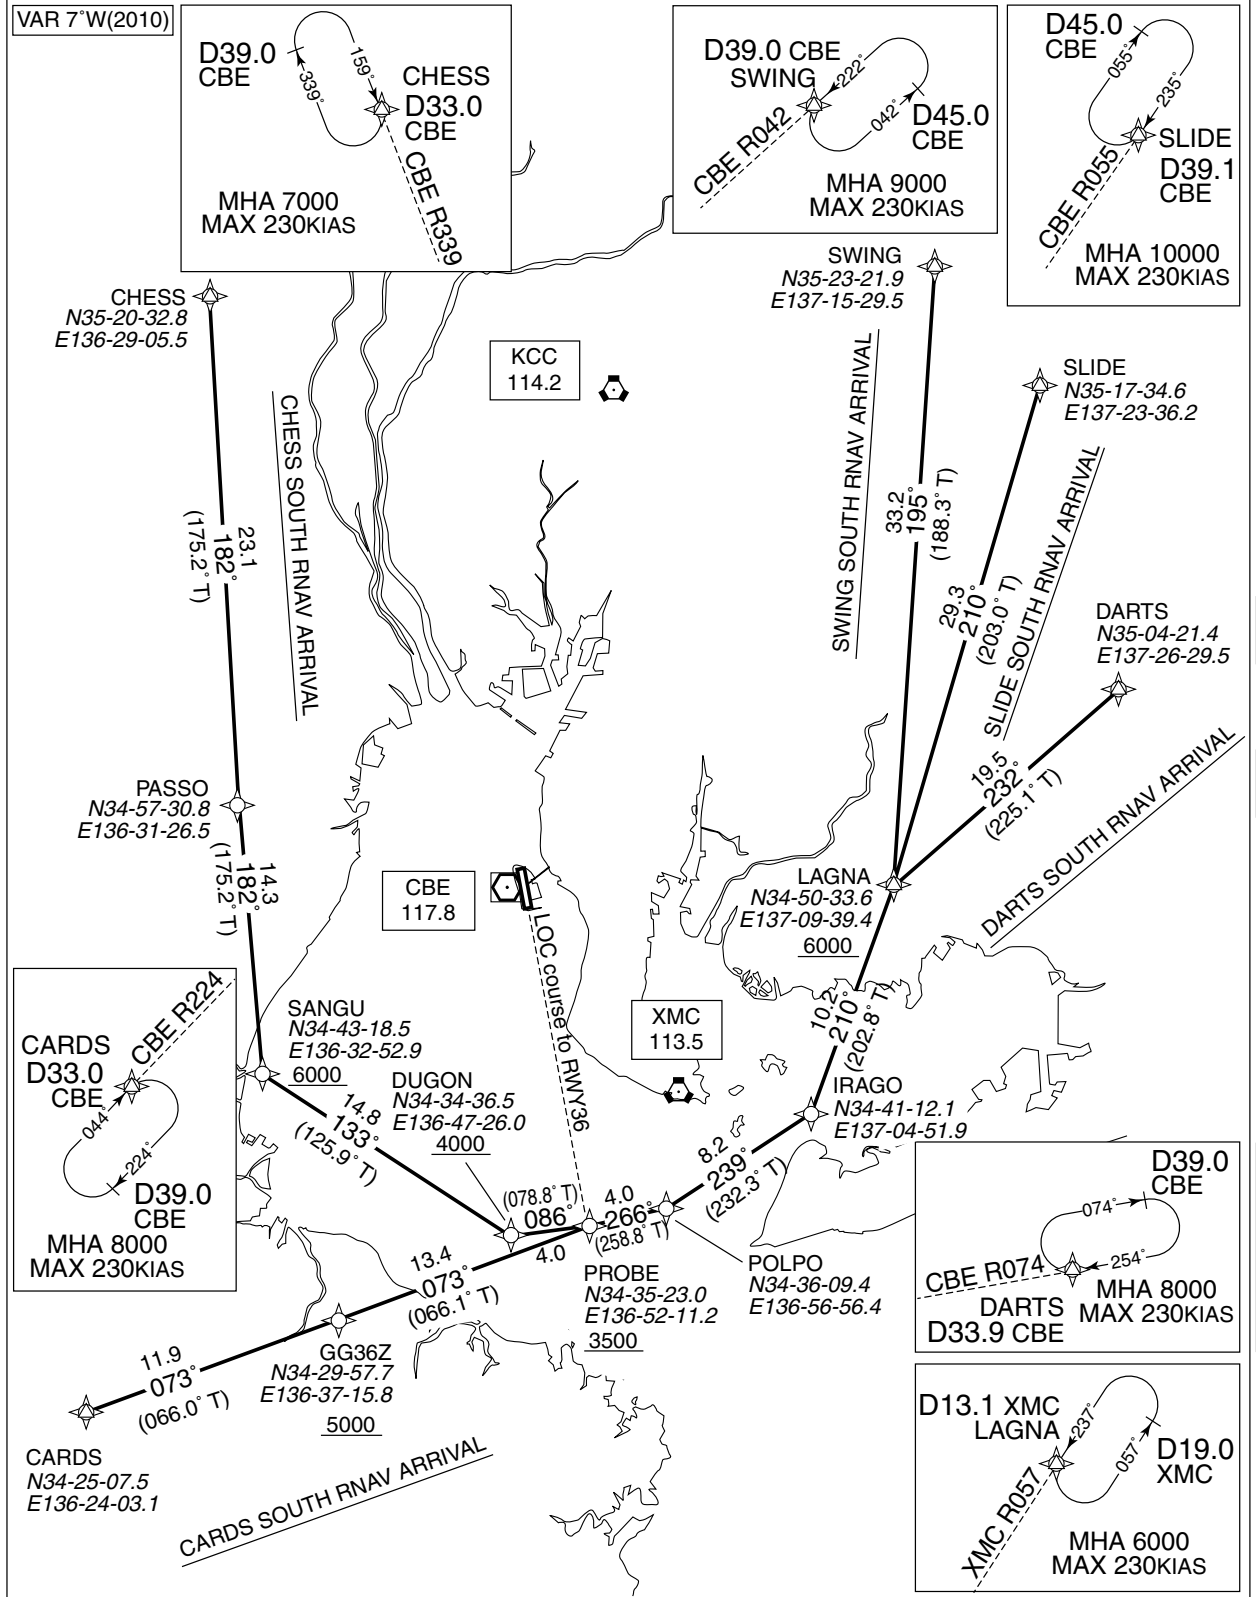 VAR 7°W(2010)
D39.0
CBE
159°
339°
CHESS
D33.0
CBE
CBE R339
MHA 7000
MAX 230KIAS
D39.0 CBE
SWING
222°
042°
D45.0
CBE
CBE R042
MHA 9000
MAX 230KIAS
D45.0
CBE
055°
235°
SLIDE
D39.1
CBE
CBE R055
MHA 10000
MAX 230KIAS
CHESS
N35-20-32.8
E136-29-05.5
SWING
N35-23-21.9
E137-15-29.5
KCC
114.2
SLIDE
N35-17-34.6
E137-23-36.2
CHESS SOUTH RNAV ARRIVAL
SWING SOUTH RNAV ARRIVAL
SLIDE SOUTH RNAV ARRIVAL
23.1
182°
(175.2° T)
33.2
195°
(188.3° T)
29.3
210°
(203.0° T)
DARTS
N35-04-21.4
E137-26-29.5
19.5
232°
(225.1° T)
DARTS SOUTH RNAV ARRIVAL
PASSO
N34-57-30.8
E136-31-26.5
14.3
182°
(175.2° T)
CBE
117.8
LOC course to RWY36
LAGNA
N34-50-33.6
E137-09-39.4
6000
10.2
210°
(202.8° T)
CBE R224
CARDS
D33.0
CBE
044°
224°
D39.0
CBE
MHA 8000
MAX 230KIAS
SANGU
N34-43-18.5
E136-32-52.9
6000
XMC
113.5
14.8
133°
(125.9° T)
DUGON
N34-34-36.5
E136-47-26.0
4000
IRAGO
N34-41-12.1
E137-04-51.9
8.2
239°
(232.3° T)
(078.8° T)
086°
4.0
4.0
266°
(258.8° T)
13.4
073°
(066.1° T)
PROBE
N34-35-23.0
E136-52-11.2
3500
POLPO
N34-36-09.4
E136-56-56.4
D39.0
CBE
074°
254°
CBE R074
DARTS
D33.9 CBE
MHA 8000
MAX 230KIAS
GG36Z
N34-29-57.7
E136-37-15.8
5000
11.9
073°
(066.0° T)
CARDS
N34-25-07.5
E136-24-03.1
CARDS SOUTH RNAV ARRIVAL
D13.1 XMC
LAGNA
237°
057°
D19.0
XMC
XMC R057
MHA 6000
MAX 230KIAS